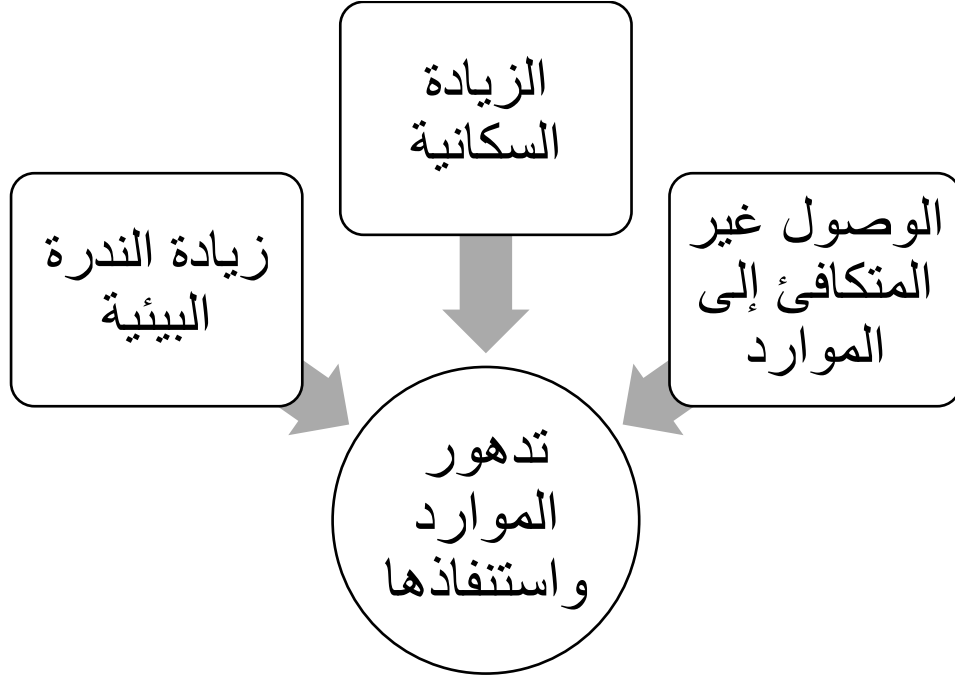 الزيادة
السكانية
الوصول غير
المتكافئ إلى
الموارد
زيادة الندرة
البيئية
تدهور
الموارد
واستنفاذها